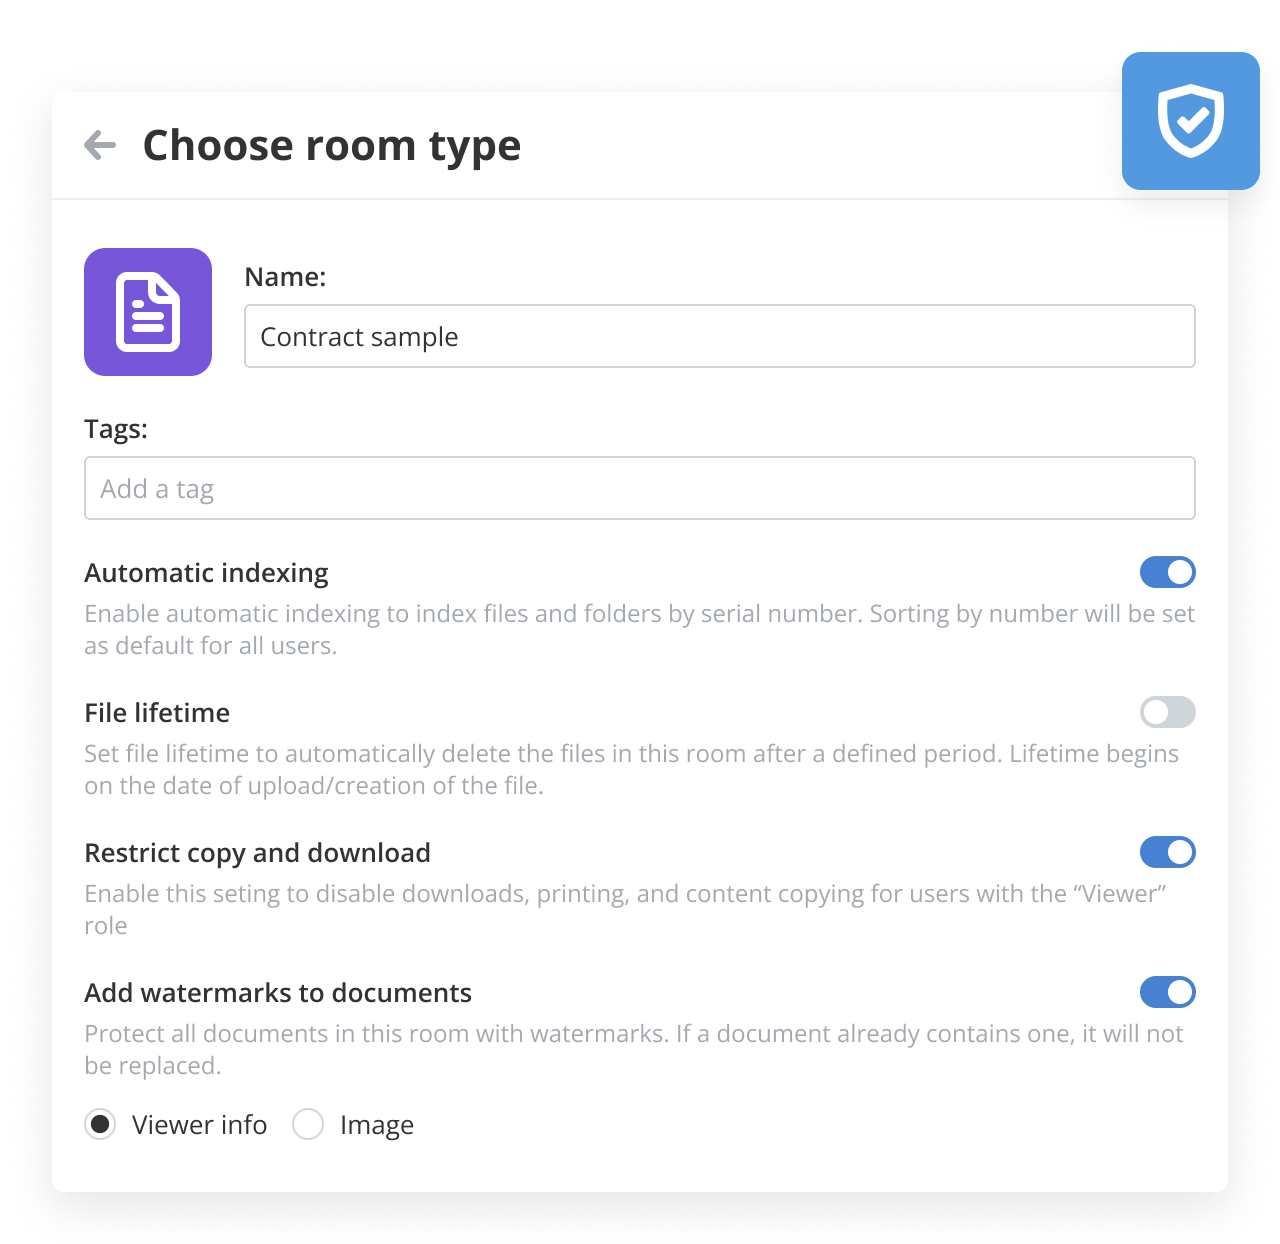 Choose room type
Name:
Contract sample
Tags:
Add a tag
Automatic indexing
Enable automatic indexing to index files and folders by serial number. Sorting by number will be set
as default for all users.
File lifetime
Set file lifetime to automatically delete the files in this room after a defined period. Lifetime begins
on the date of upload/creation of the file.
Restrict copy and download
Enable this seting to disable downloads, printing, and content copying for users with the “Viewer”
role
Add watermarks to documents
Protect all documents in this room with watermarks. If a document already contains one, it will not
be replaced.
Viewer info Image